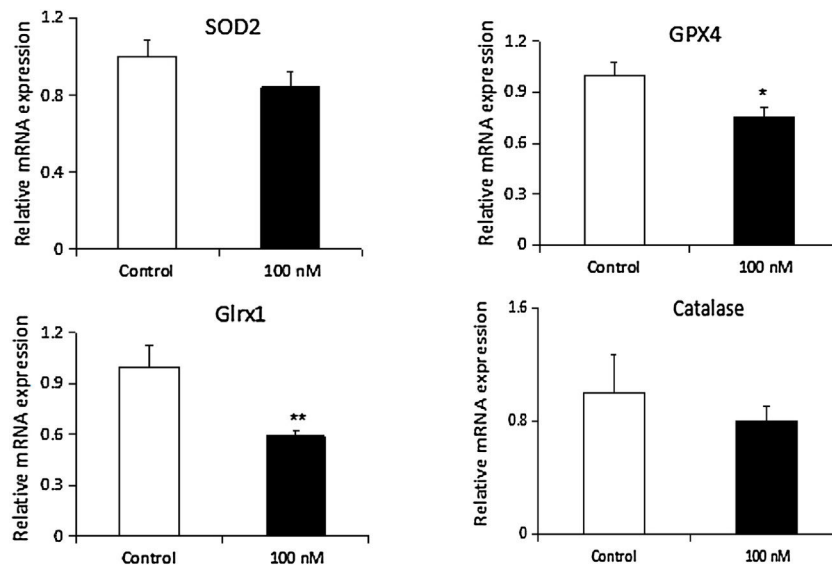 SOD2
Relative mRNA expression
1.2
0.8
0.4
0
Control 100 nM
GPX4
Relative mRNA expression
1.2
0.9
0.6
0.3
0
*
Control 100 nM
Glrx1
Relative mRNA expression
1.2
0.9
0.6
0.3
0
**
Control 100 nM
Catalase
Relative mRNA expression
1.6
0.8
0
Control 100 nM